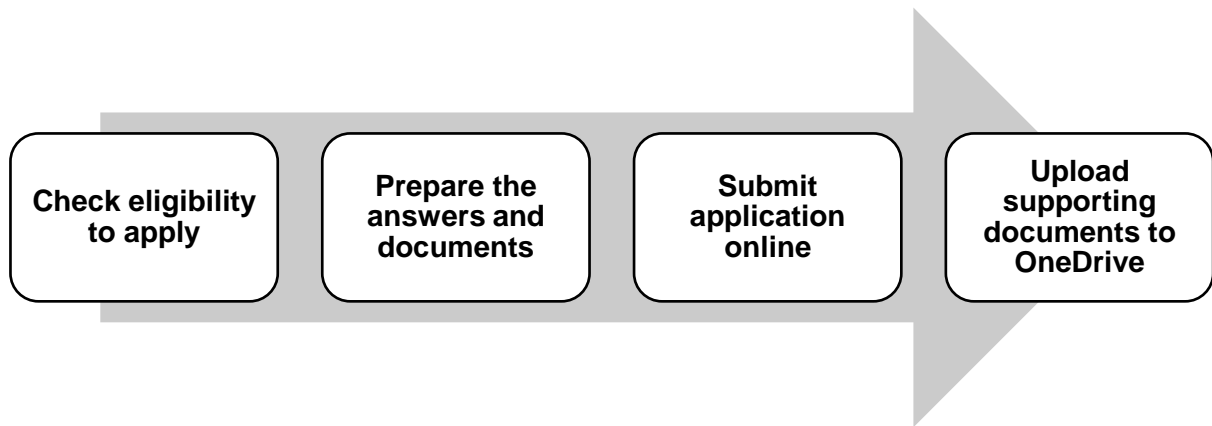 Check eligibility
to apply
Prepare the
answers and
documents
Submit
application
online
Upload
supporting
documents to
OneDrive